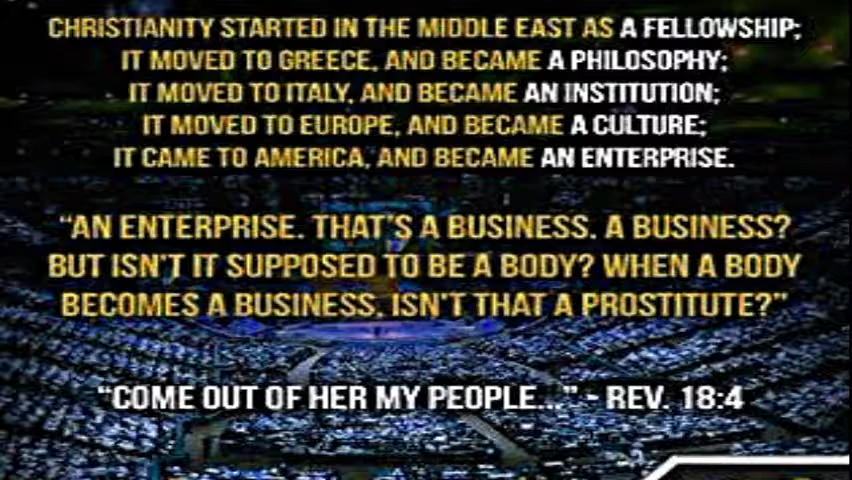 CHRISTIANITY STARTED IN THE MIDDLE EAST AS A FELLOWSHIP;
IT MOVED TO GREECE, AND BECAME A PHILOSOPHY;
IT MOVED TO ITALY, AND BECAME AN INSTITUTION;
IT MOVED TO EUROPE, AND BECAME A CULTURE;
IT CAME TO AMERICA, AND BECAME AN ENTERPRISE.
“AN ENTERPRISE. THAT'S A BUSINESS. A BUSINESS?
BUT ISN'T IT SUPPOSED TO BE A BODY? WHEN A BODY
BECOMES A BUSINESS, ISN'T THAT A PROSTITUTE?”
“COME OUT OF HER MY PEOPLE...” - REV. 18:4